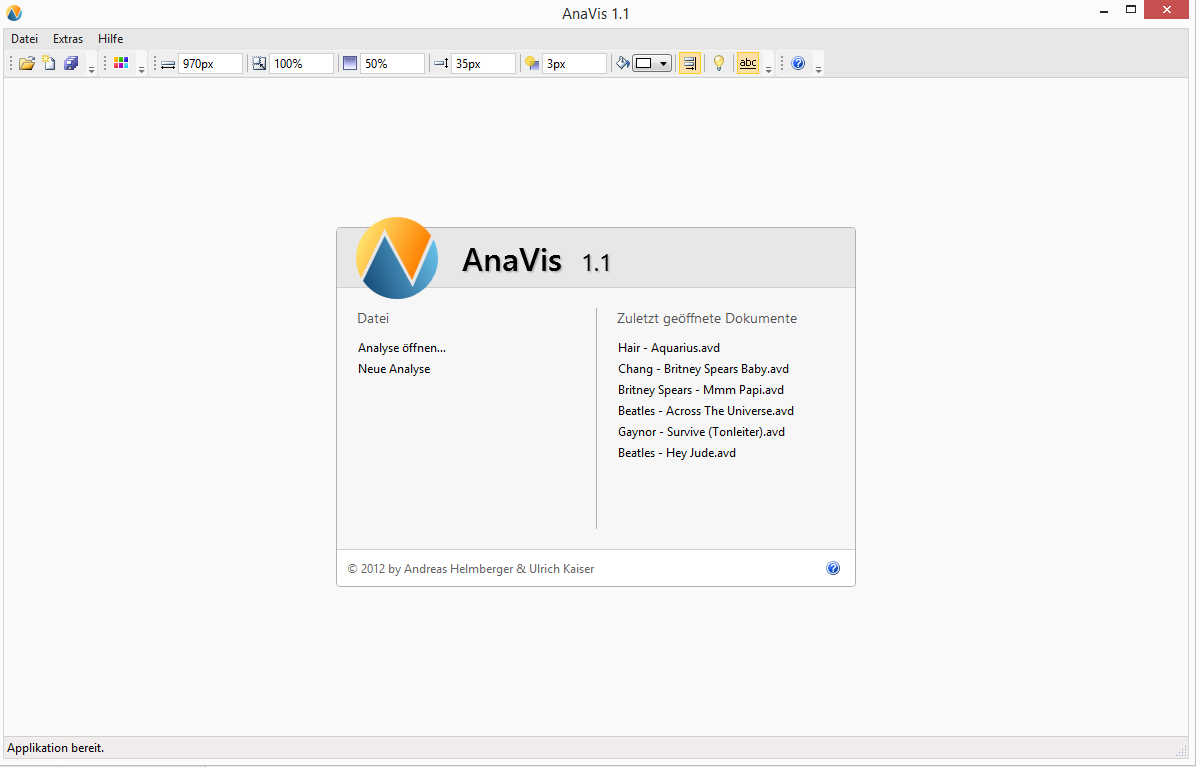 AnaVis 1.1
Datei Extras Hilfe
970px 100% 50% 35px 3px abc
AnaVis 1.1
Datei
Analyse öffnen...
Neue Analyse
Zuletzt geöffnete Dokumente
Hair - Aquarius.avd
Chang - Britney Spears Baby.avd
Britney Spears - Mmm Papi.avd
Beatles - Across The Universe.avd
Gaynor - Survive (Tonleiter).avd
Beatles - Hey Jude.avd
© 2012 by Andreas Helmberger & Ulrich Kaiser
Applikation bereit.